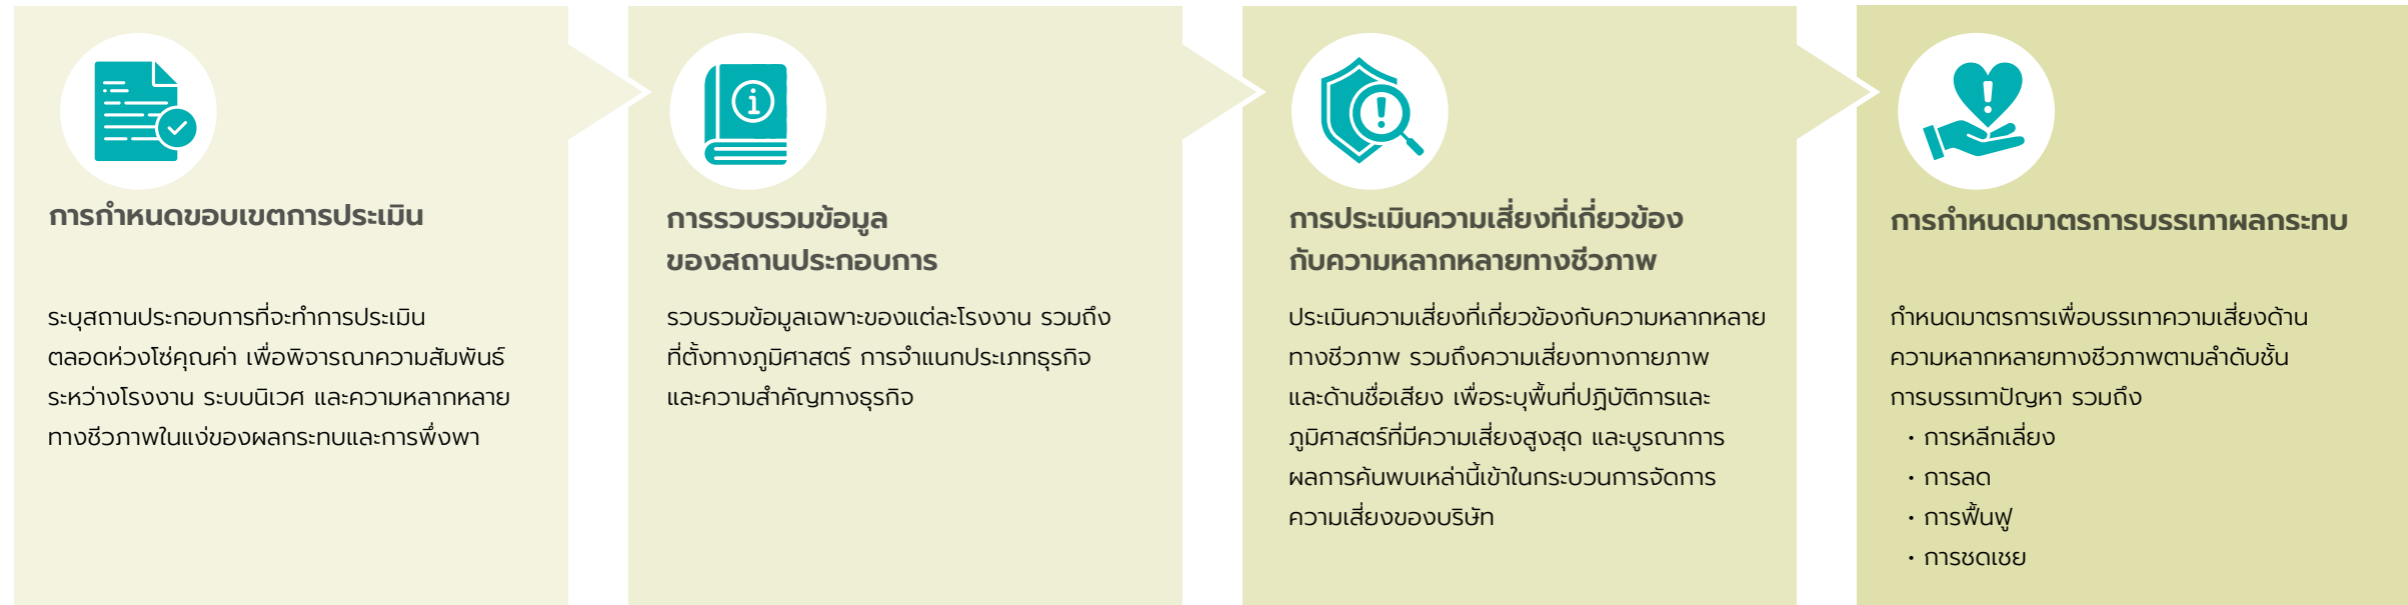 การกำหนดขอบเขตการประเมิน
ระบุสถานประกอบการที่จะทำการประเมิน
ตลอดห่วงโซ่คุณค่า เพื่อพิจารณาความสัมพันธ์
ระหว่างโรงงาน ระบบนิเวศ และความหลากหลาย
ทางชีวภาพในแง่ของผลกระทบและการพึ่งพา
การรวบรวมข้อมูล
ของสถานประกอบการ
รวบรวมข้อมูลเฉพาะของแต่ละโรงงาน รวมถึง
ที่ตั้งทางภูมิศาสตร์ การจำแนกประเภทธุรกิจ
และความสำคัญทางธุรกิจ
การประเมินความเสี่ยงที่เกี่ยวข้อง
กับความหลากหลายทางชีวภาพ
ประเมินความเสี่ยงที่เกี่ยวข้องกับความหลากหลาย
ทางชีวภาพ รวมถึงความเสี่ยงทางกายภาพ
และด้านชื่อเสียง เพื่อระบุพื้นที่ปฏิบัติการและ
ภูมิศาสตร์ที่มีความเสี่ยงสูงสุด และบูรณาการ
ผลการค้นพบเหล่านี้เข้าในกระบวนการจัดการ
ความเสี่ยงของบริษัท
การกำหนดมาตรการบรรเทาผลกระทบ
กำหนดมาตรการเพื่อบรรเทาความเสี่ยงด้าน
ความหลากหลายทางชีวภาพตามลำดับชั้น
การบรรเทาปัญหา รวมถึง
• การหลีกเลี่ยง
• การลด
• การฟื้นฟู
• การชดเชย